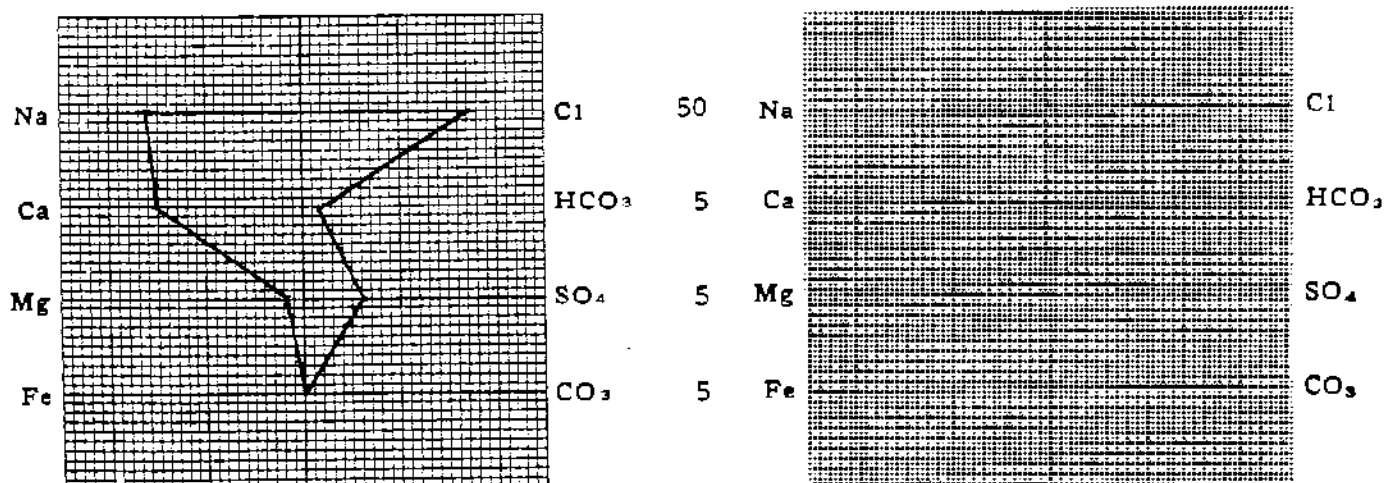 Na Cl 50 Na Cl
Ca HCO₃ 5 Ca HCO₃
Mg SO₄ 5 Mg SO₄
Fe CO₃ 5 Fe CO₃